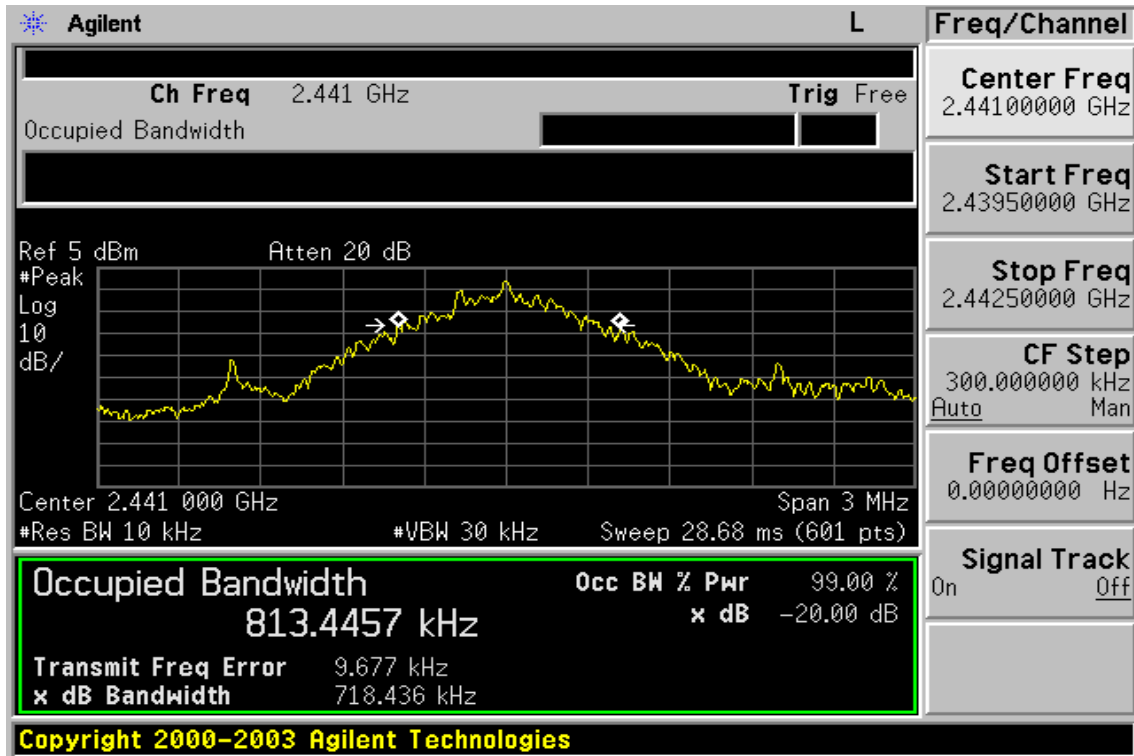 Agilent
L
Freq/Channel
Ch Freq 2.441 GHz
Trig Free
Occupied Bandwidth
Center Freq
2.44100000 GHz
Start Freq
2.43950000 GHz
Stop Freq
2.44250000 GHz
CF Step
300.000000 kHz
Auto Man
Freq Offset
0.00000000 Hz
Signal Track
On Off
Ref 5 dBm
Atten 20 dB
#Peak
Log
10
dB/
Center 2.441 000 GHz
Span 3 MHz
#Res BW 10 kHz
#VBW 30 kHz
Sweep 28.68 ms (601 pts)
Occupied Bandwidth
813.4457 kHz
Occ BW % Pwr 99.00 %
x dB -20.00 dB
Transmit Freq Error 9.677 kHz
x dB Bandwidth 718.436 kHz
Copyright 2000-2003 Agilent Technologies